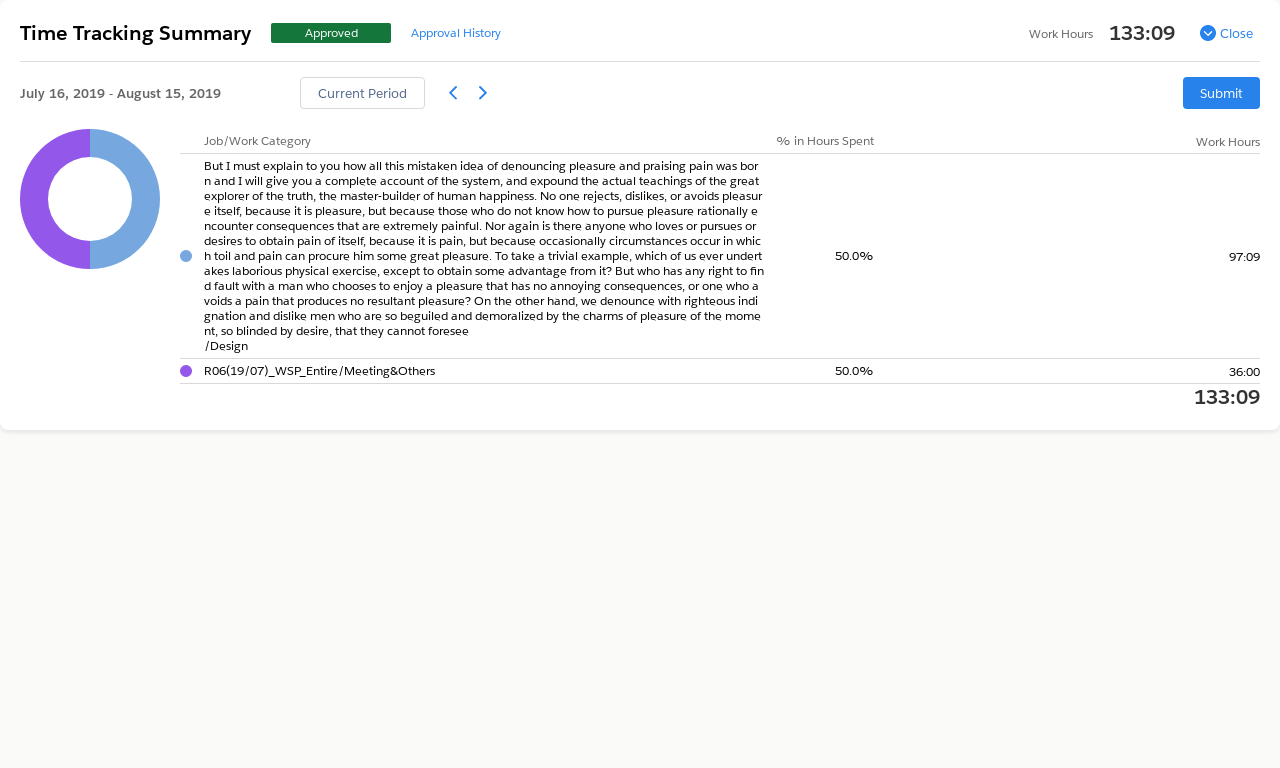 Time Tracking Summary Approved Approval History Work Hours 133:09 Close
July 16, 2019 - August 15, 2019 Current Period Submit
Job/Work Category % in Hours Spent Work Hours
But I must explain to you how all this mistaken idea of denouncing pleasure and praising pain was bor
n and I will give you a complete account of the system, and expound the actual teachings of the great
explorer of the truth, the master-builder of human happiness. No one rejects, dislikes, or avoids pleasur
e itself, because it is pleasure, but because those who do not know how to pursue pleasure rationally e
ncounter consequences that are extremely painful. Nor again is there anyone who loves or pursues or
desires to obtain pain of itself, because it is pain, but because occasionally circumstances occur in whic
h toil and pain can procure him some great pleasure. To take a trivial example, which of us ever undert
akes laborious physical exercise, except to obtain some advantage from it? But who has any right to fin
d fault with a man who chooses to enjoy a pleasure that has no annoying consequences, or one who a
voids a pain that produces no resultant pleasure? On the other hand, we denounce with righteous indi
gnation and dislike men who are so beguiled and demoralized by the charms of pleasure of the mome
nt, so blinded by desire, that they cannot foresee
/Design
50.0% 97:09
R06(19/07)_WSP_Entire/Meeting&Others 50.0% 36:00
133:09